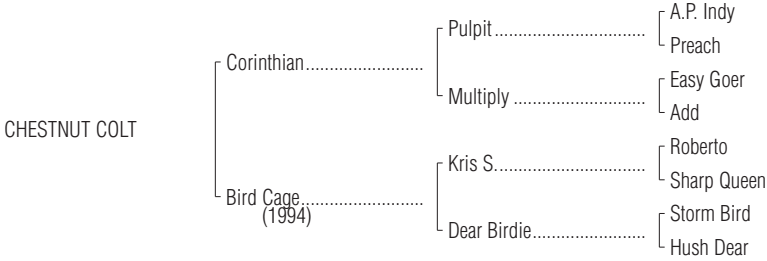 A.P. Indy
Pulpit..................................
Preach
Corinthian..........................
Easy Goer
Multiply ..............................
Add
CHESTNUT COLT
Roberto
Kris S..................................
Sharp Queen
Bird Cage...........................
(1994)
Storm Bird
Dear Birdie.........................
Hush Dear